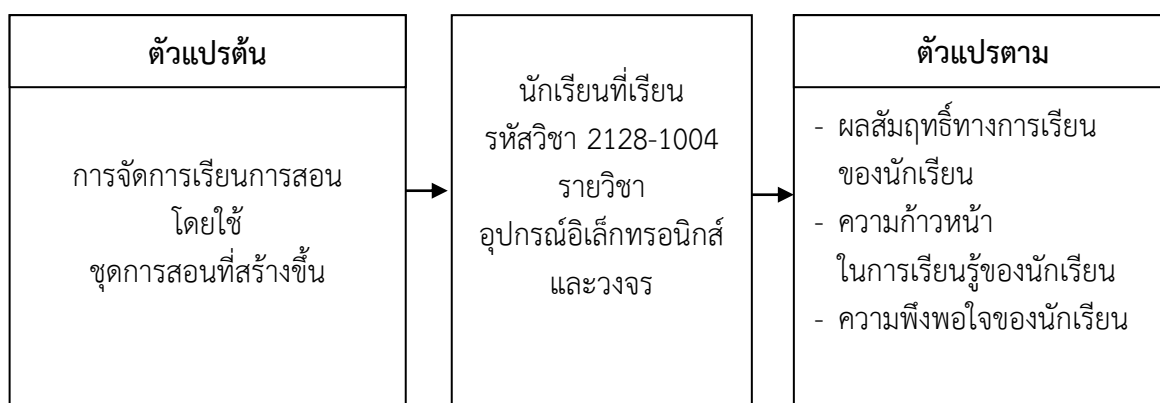 ตัวแปรต้น
การจัดการเรียนการสอน
โดยใช้
ชุดการสอนที่สร้างขึ้น
นักเรียนที่เรียน
รหัสวิชา 2128-1004
รายวิชา
อุปกรณ์อิเล็กทรอนิกส์
และวงจร
ตัวแปรตาม
- ผลสัมฤทธิ์ทางการเรียน
ของนักเรียน
- ความก้าวหน้า
ในการเรียนรู้ของนักเรียน
- ความพึงพอใจของนักเรียน